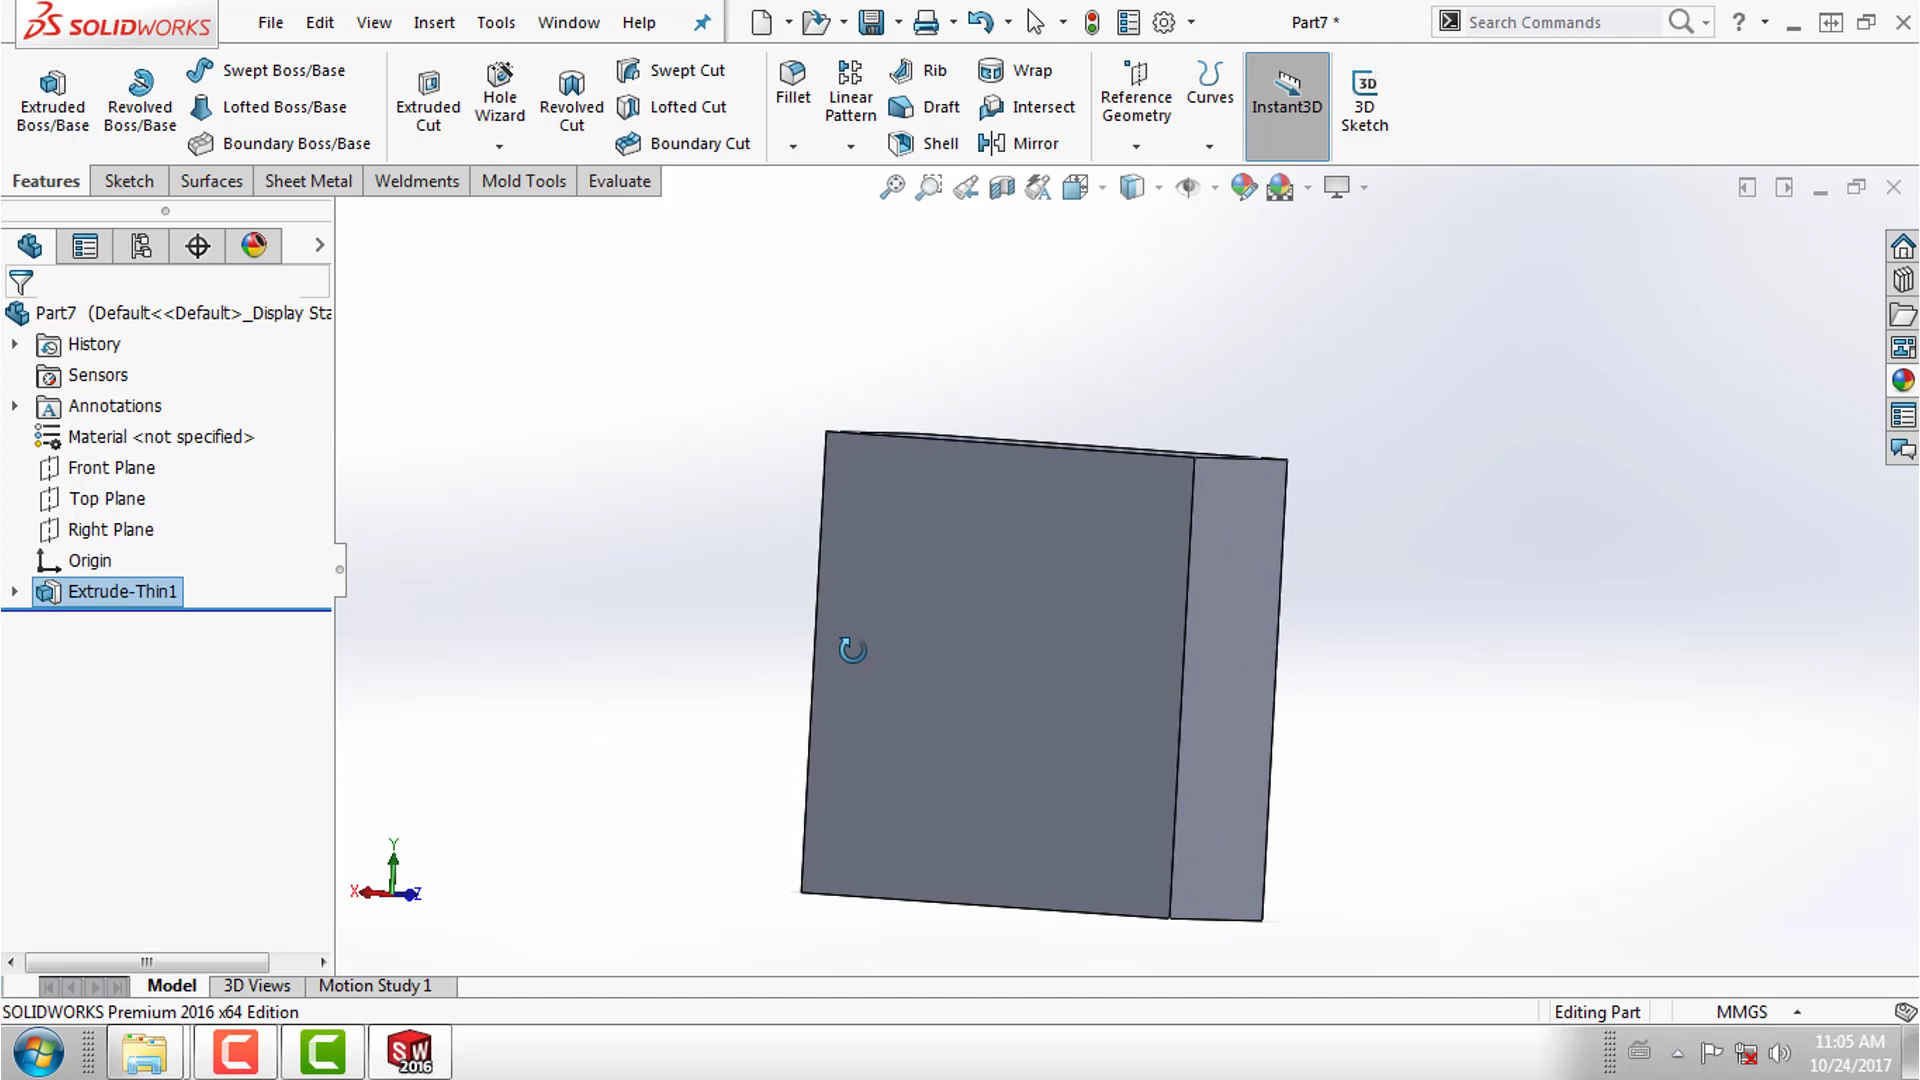 SOLIDWORKS File Edit View Insert Tools Window Help Part7 * Search Commands ?
Extruded Boss/Base
Revolved Boss/Base
Swept Boss/Base
Lofted Boss/Base
Boundary Boss/Base
Extruded Cut
Hole Wizard
Revolved Cut
Swept Cut
Lofted Cut
Boundary Cut
Fillet
Linear Pattern
Rib
Draft
Shell
Wrap
Intersect
Mirror
Reference Geometry
Curves
Instant3D
3D
3D Sketch
Features Sketch Surfaces Sheet Metal Weldments Mold Tools Evaluate
Part7 (Default<<Default>_Display Sta
History
Sensors
A Annotations
Material <not specified>
Front Plane
Top Plane
Right Plane
Origin
Extrude-Thin1
Y
X Z
Model 3D Views Motion Study 1
SOLIDWORKS Premium 2016 x64 Edition Editing Part MMGS
SW 2016
11:05 AM
10/24/2017